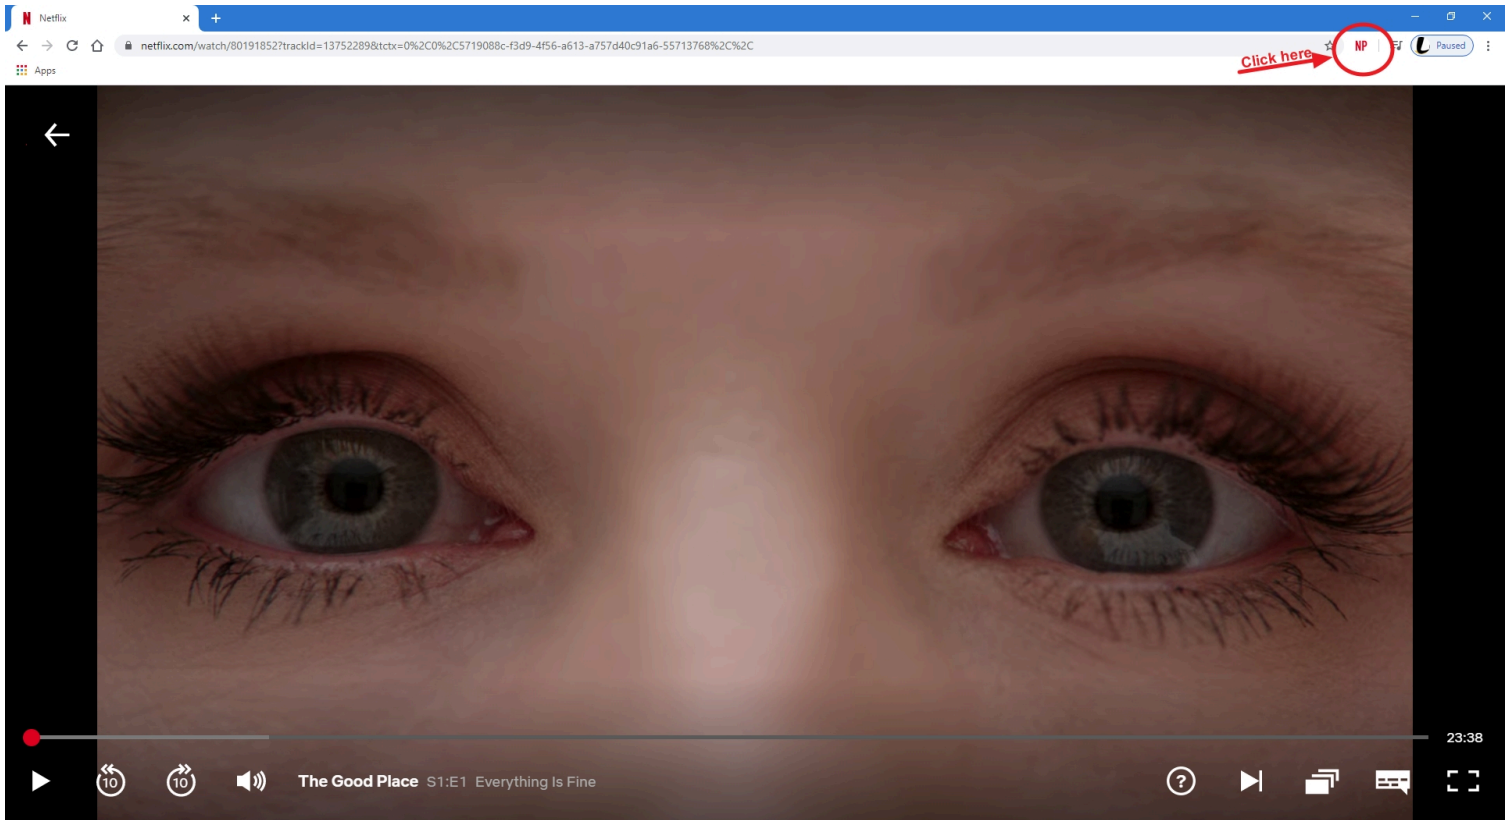 N Netflix
netflix.com/watch/80191852?trackId=13752289&tctx=0%2C0%2C5719088c-f3d9-4f56-a613-a757d40c91a6-55713768%2C%2C
NP
Paused
Click here
Apps
23:38
10
10
The Good Place S1:E1 Everything Is Fine
?